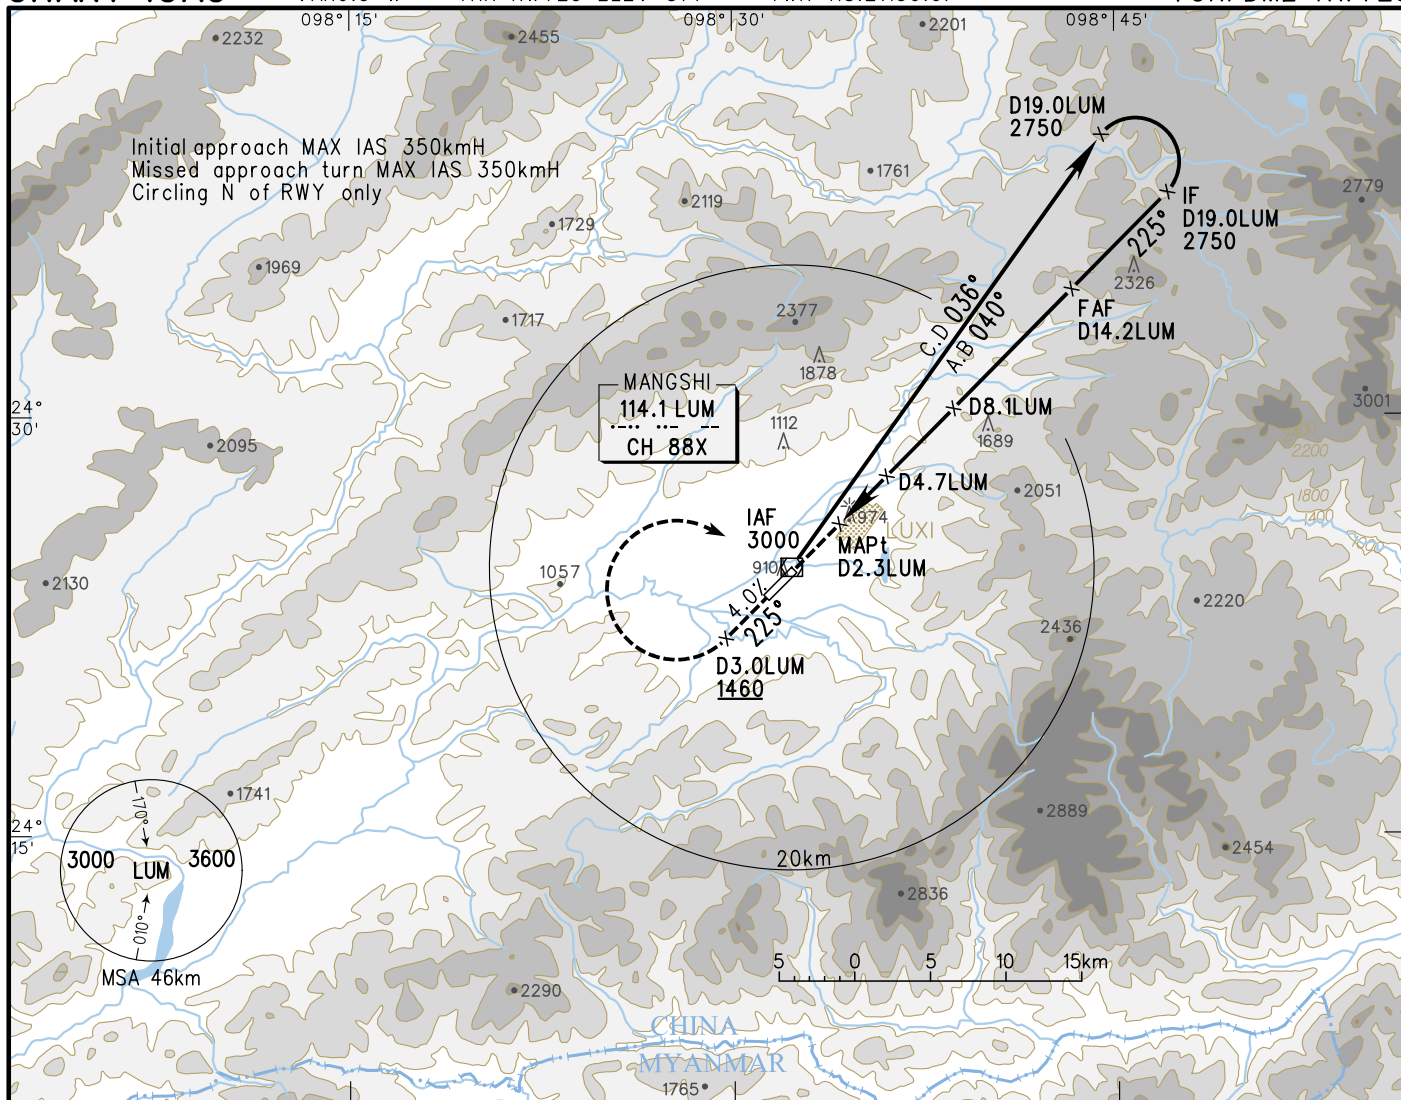 098° 15'
098° 30'
098° 45'
2232
2455
2201
D19.0LUM
2750
Initial approach MAX IAS 350kmH
Missed approach turn MAX IAS 350kmH
Circling N of RWY only
1761
2779
2119
IF
D19.0LUM
2750
225°
1729
1969
2326
C.D 036°
A.B 040°
2377
FAF
D14.2LUM
1717
1878
MANGSHI
114.1 LUM
CH 88X
24°
30'
3001
D8.1LUM
1112
1689
2095
2200
D4.7LUM
2051
1800
1400
IAF
3000
974
LUXI
MAPt
D2.3LUM
910
1057
2130
4.0%
225°
2220
2436
D3.0LUM
1460
170°
1741
2889
24°
15'
3000
LUM
3600
20km
2454
2836
010°
MSA 46km
5 0 5 10 15km
2290
CHINA
MYANMAR
1765